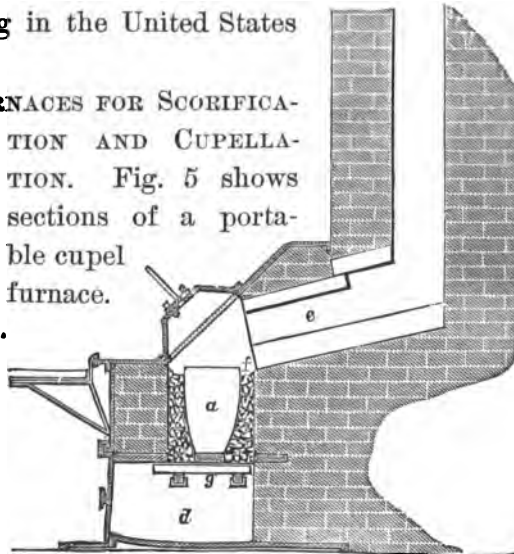 in the United States
FOR SCORIFICA-
TION AND CUPELLA-
TION. Fig. 5 shows
sections of a porta-
ble cupel
furnace.
e
f
a
g
d